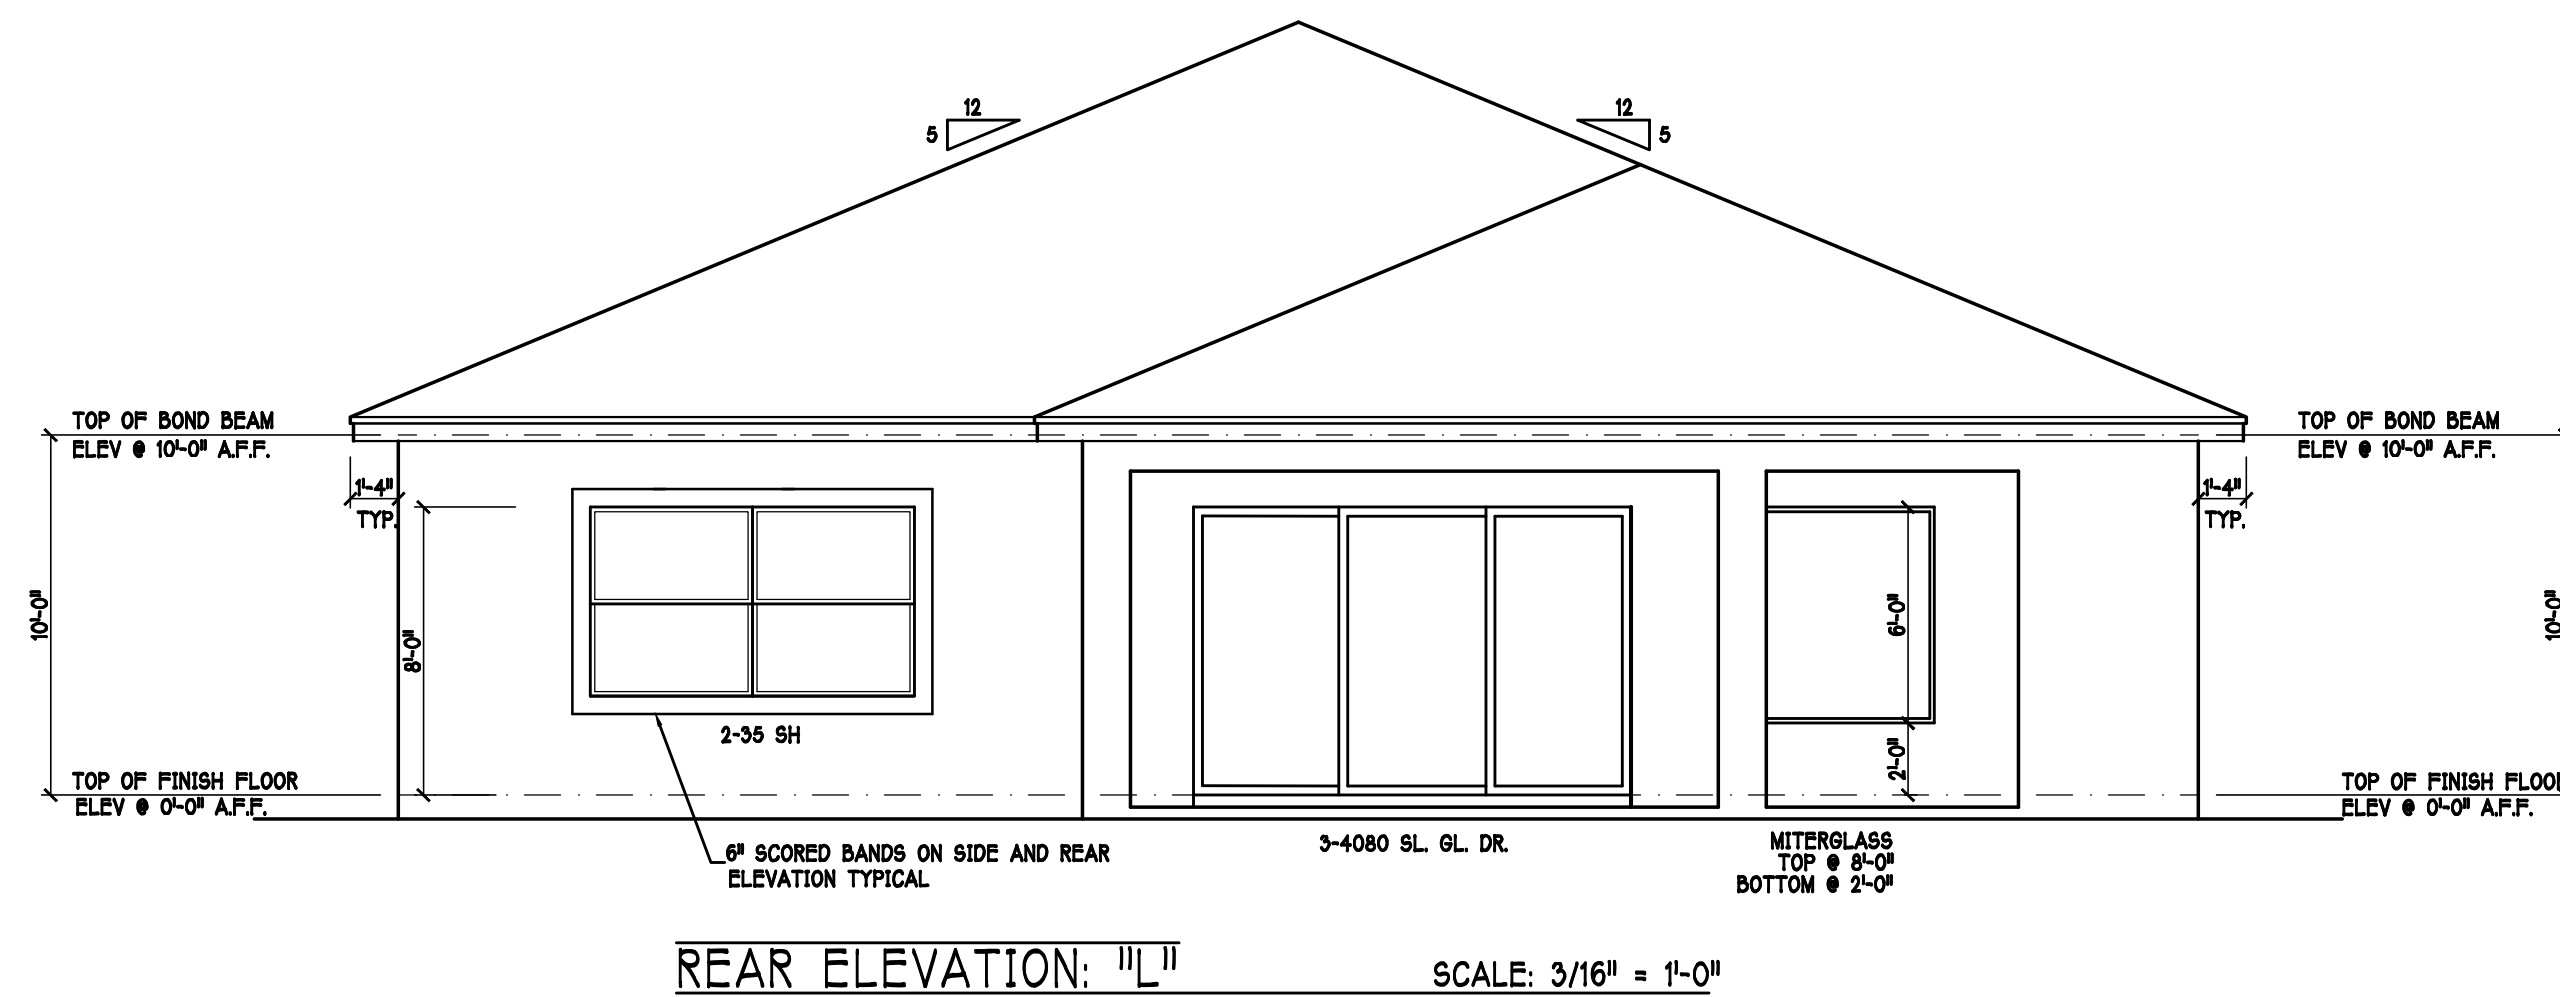 12
5
12
5
TOP OF BOND BEAM
ELEV @ 10'-0" A.F.F.
TOP OF BOND BEAM
ELEV @ 10'-0" A.F.F.
1'-4"
TYP.
1'-4"
TYP.
10'-0"
8'-0"
6'-0"
10'-0"
2-35 SH
2'-0"
TOP OF FINISH FLOOR
ELEV @ 0'-0" A.F.F.
TOP OF FINISH FLOO
ELEV @ 0'-0" A.F.F.
6" SCORED BANDS ON SIDE AND REAR
ELEVATION TYPICAL
3-4080 SL. GL. DR.
MITERGLASS
TOP @ 8'-0"
BOTTOM @ 2'-0"
REAR ELEVATION: "L"
SCALE: 3/16" = 1'-0"